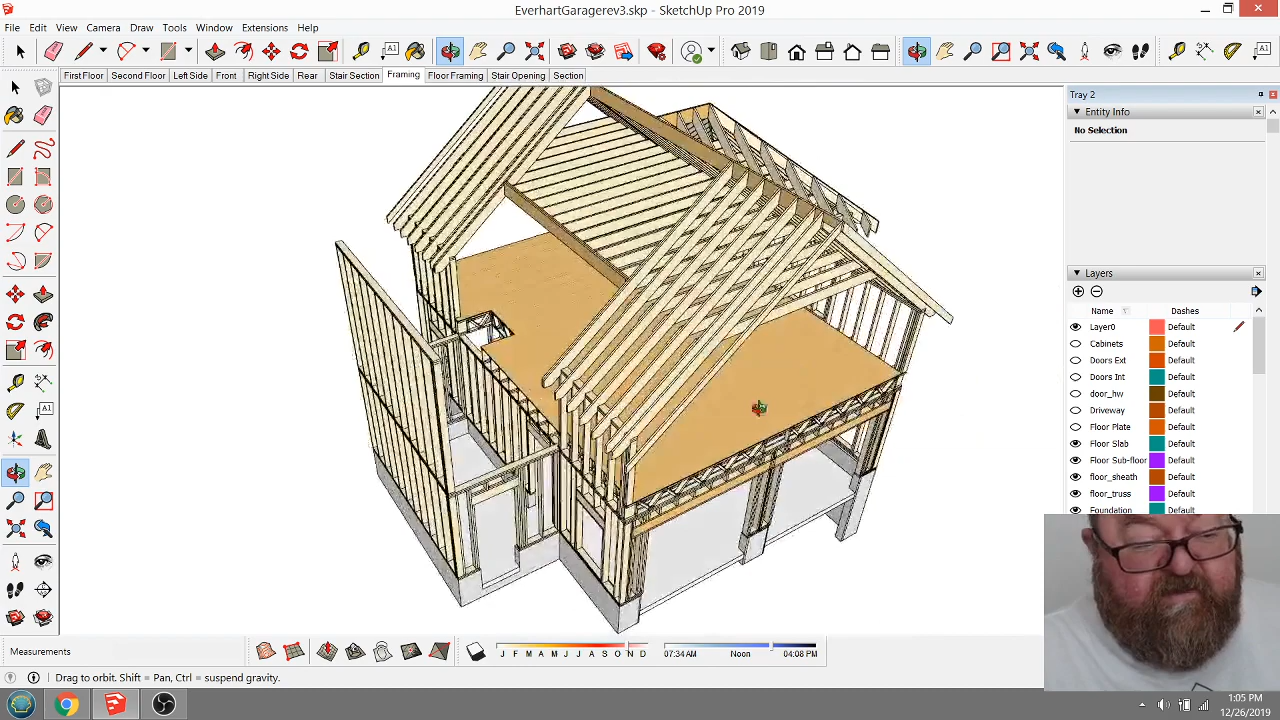 EverhartGaragerev3.skp - SketchUp Pro 2019
File Edit View Camera Draw Tools Window Extensions Help
First Floor Second Floor Left Side Front Right Side Rear Stair Section Framing Floor Framing Stair Opening Section
Tray 2
Entity Info
No Selection
Layers
Name Dashes
Layer0 Default
Cabinets Default
Doors Ext Default
Doors Int Default
door_hw Default
Driveway Default
Floor Plate Default
Floor Slab Default
Floor Sub-floor Default
floor_sheath Default
floor_truss Default
Foundation Default
Measurements
J F M A M J J A S O N D
07:34 AM Noon 04:08 PM
Drag to orbit. Shift = Pan, Ctrl = suspend gravity.
1:05 PM
12/26/2019